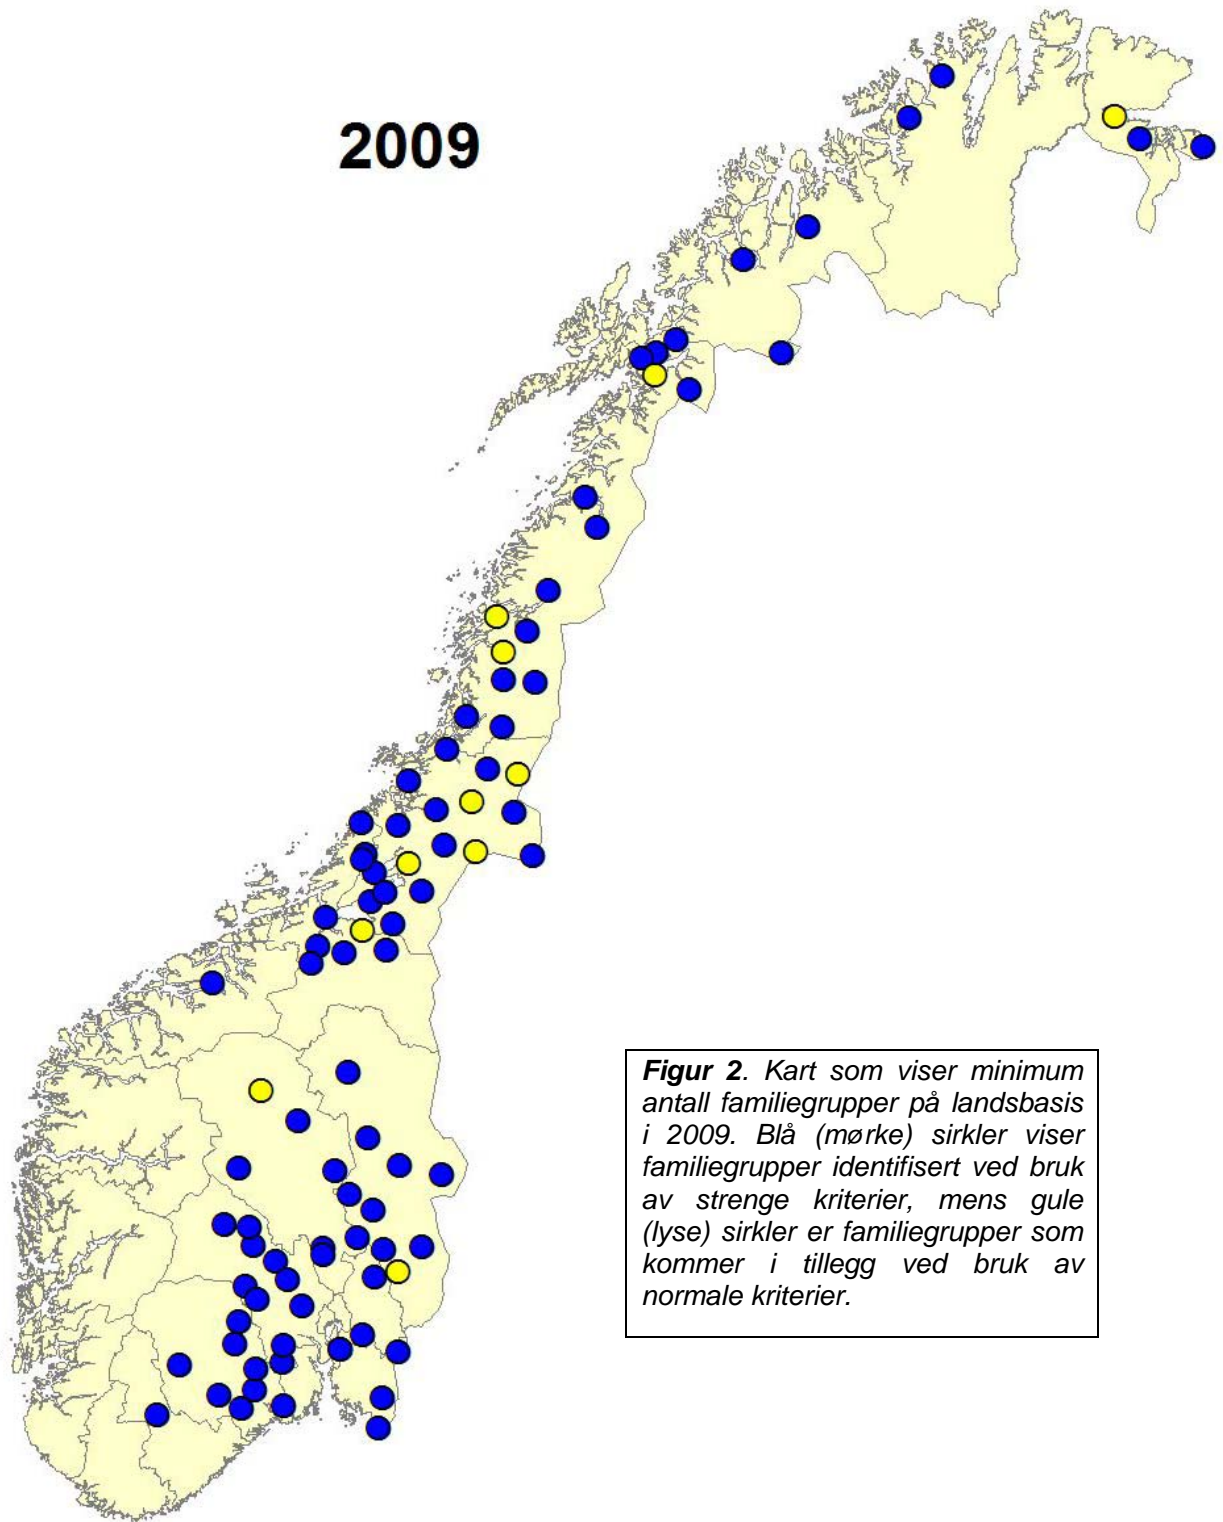 2009
Figur 2. Kart som viser minimum
antall familiegrupper på landsbasis
i 2009. Blå (mørke) sirkler viser
familiegrupper identifisert ved bruk
av strenge kriterier, mens gule
(lyse) sirkler er familiegrupper som
kommer i tillegg ved bruk av
normale kriterier.